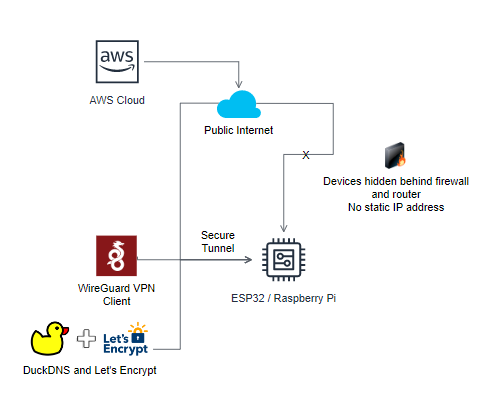 aws
AWS Cloud
Public Internet
X
Devices hidden behind firewall
and router
No static IP address
Secure
Tunnel
WireGuard VPN
Client
ESP32 / Raspberry Pi
Let's
Encrypt
DuckDNS and Let's Encrypt